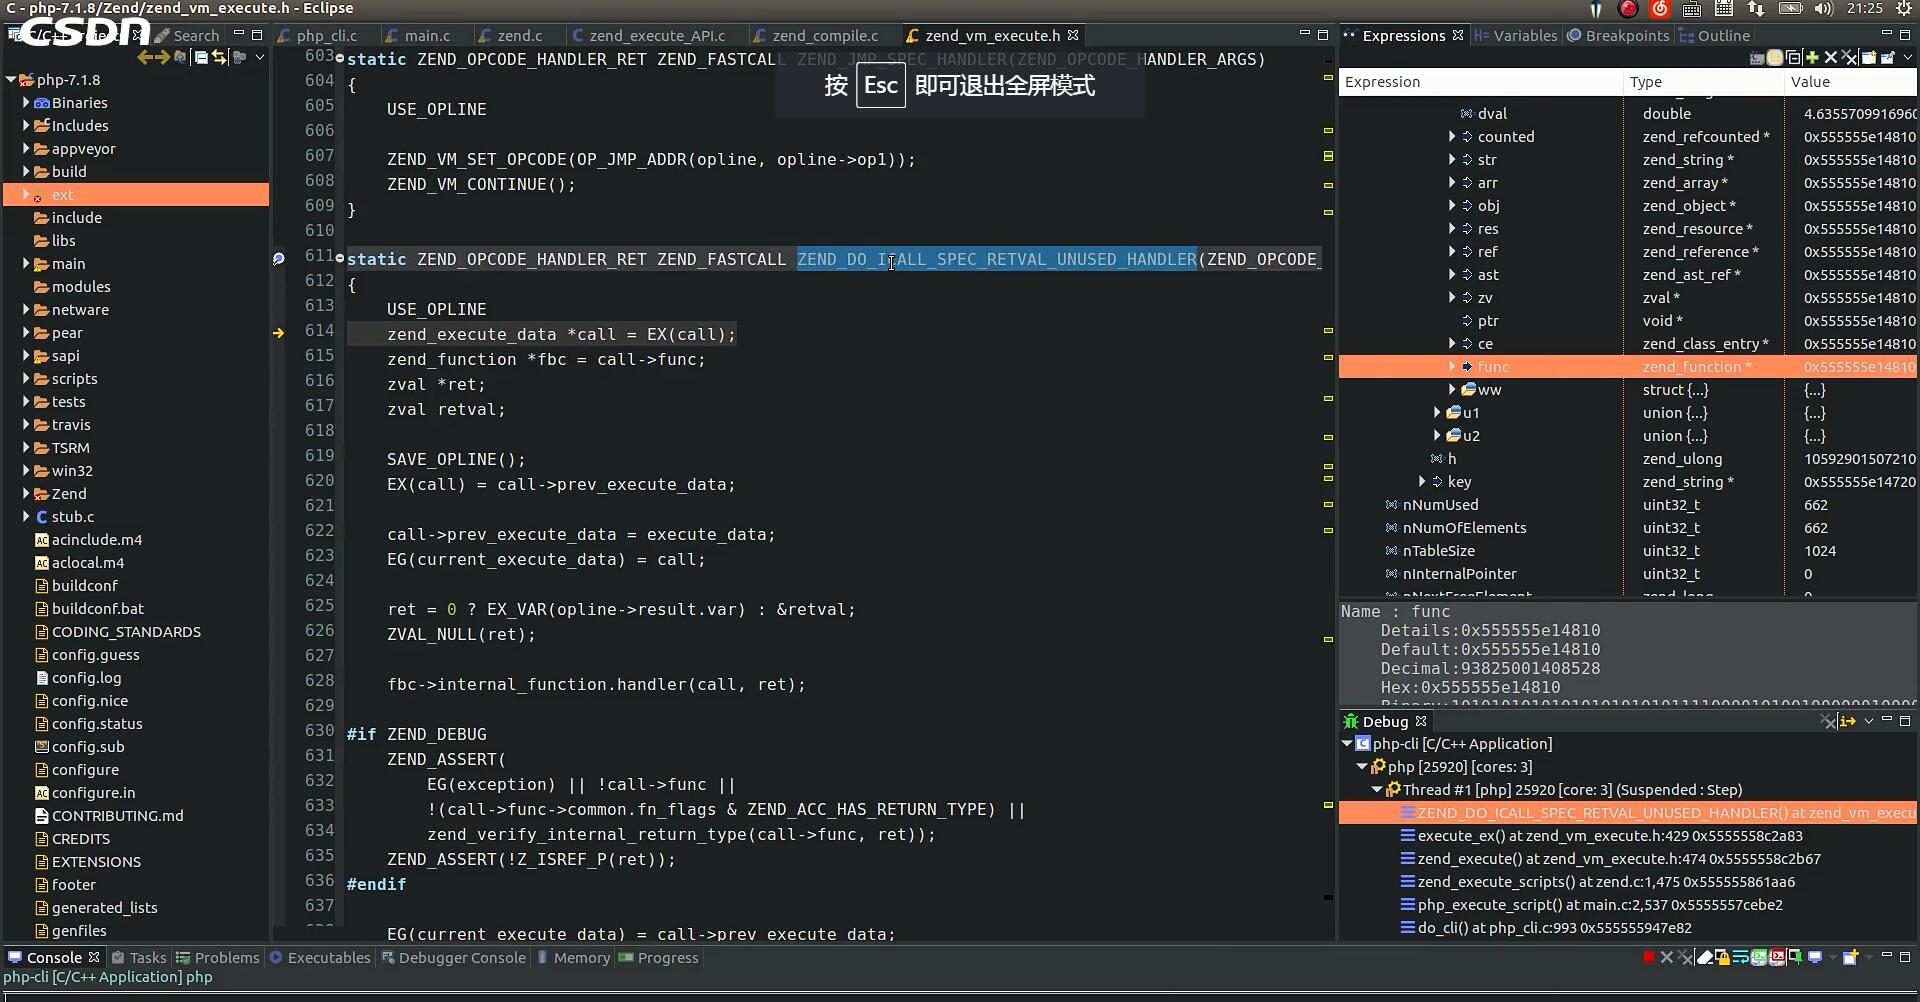 C - php-7.1.8/Zend/zend_vm_execute.h - Eclipse
21:25
CSDN
Search
php_cli.c
main.c
zend.c
zend_execute_API.c
zend_compile.c
zend_vm_execute.h
php-7.1.8
Binaries
Includes
appveyor
build
ext
include
libs
main
modules
netware
pear
sapi
scripts
tests
travis
TSRM
win32
Zend
stub.c
acinclude.m4
aclocal.m4
buildconf
buildconf.bat
CODING_STANDARDS
config.guess
config.log
config.nice
config.status
config.sub
configure
configure.in
CONTRIBUTING.md
CREDITS
EXTENSIONS
footer
generated_lists
genfiles
603 static ZEND_OPCODE_HANDLER_RET ZEND_FASTCALL ZEND_JMP_SPEC_HANDLER(ZEND_OPCODE_HANDLER_ARGS)
按 Esc 即可退出全屏模式
604 {
605 USE_OPLINE
606
607 ZEND_VM_SET_OPCODE(OP_JMP_ADDR(opline, opline->op1));
608 ZEND_VM_CONTINUE();
609 }
610
611 static ZEND_OPCODE_HANDLER_RET ZEND_FASTCALL ZEND_DO_ICALL_SPEC_RETVAL_UNUSED_HANDLER(ZEND_OPCODE_
612 {
613 USE_OPLINE
614 zend_execute_data *call = EX(call);
615 zend_function *fbc = call->func;
616 zval *ret;
617 zval retval;
618
619 SAVE_OPLINE();
620 EX(call) = call->prev_execute_data;
621
622 call->prev_execute_data = execute_data;
623 EG(current_execute_data) = call;
624
625 ret = 0 ? EX_VAR(opline->result.var) : &retval;
626 ZVAL_NULL(ret);
627
628 fbc->internal_function.handler(call, ret);
629
630 #if ZEND_DEBUG
631 ZEND_ASSERT(
632 EG(exception) || !call->func ||
633 !(call->func->common.fn_flags & ZEND_ACC_HAS_RETURN_TYPE) ||
634 zend_verify_internal_return_type(call->func, ret));
635 ZEND_ASSERT(!Z_ISREF_P(ret));
636 #endif
637
EG(current_execute_data) = call->prev_execute_data;
Expressions
Variables
Breakpoints
Outline
Expression Type Value
dval double 4.6355709916960
counted zend_refcounted * 0x555555e14810
str zend_string * 0x555555e14810
arr zend_array * 0x555555e14810
obj zend_object * 0x555555e14810
res zend_resource * 0x555555e14810
ref zend_reference * 0x555555e14810
ast zend_ast_ref * 0x555555e14810
zv zval * 0x555555e14810
ptr void * 0x555555e14810
ce zend_class_entry * 0x555555e14810
func zend_function * 0x555555e14810
ww struct {...} {...}
u1 union {...} {...}
u2 union {...} {...}
h zend_ulong 10592901507210
key zend_string * 0x555555e14720
nNumUsed uint32_t 662
nNumOfElements uint32_t 662
nTableSize uint32_t 1024
nInternalPointer uint32_t 0
Name : func
Details:0x555555e14810
Default:0x555555e14810
Decimal:93825001408528
Hex:0x555555e14810
Debug
php-cli [C/C++ Application]
php [25920] [cores: 3]
Thread #1 [php] 25920 [core: 3] (Suspended : Step)
ZEND_DO_ICALL_SPEC_RETVAL_UNUSED_HANDLER() at zend_vm_execu
execute_ex() at zend_vm_execute.h:429 0x5555558c2a83
zend_execute() at zend_vm_execute.h:474 0x5555558c2b67
zend_execute_scripts() at zend.c:1,475 0x555555861aa6
php_execute_script() at main.c:2,537 0x5555557cebe2
do_cli() at php_cli.c:993 0x555555947e82
Console
Tasks
Problems
Executables
Debugger Console
Memory
Progress
php-cli [C/C++ Application] php